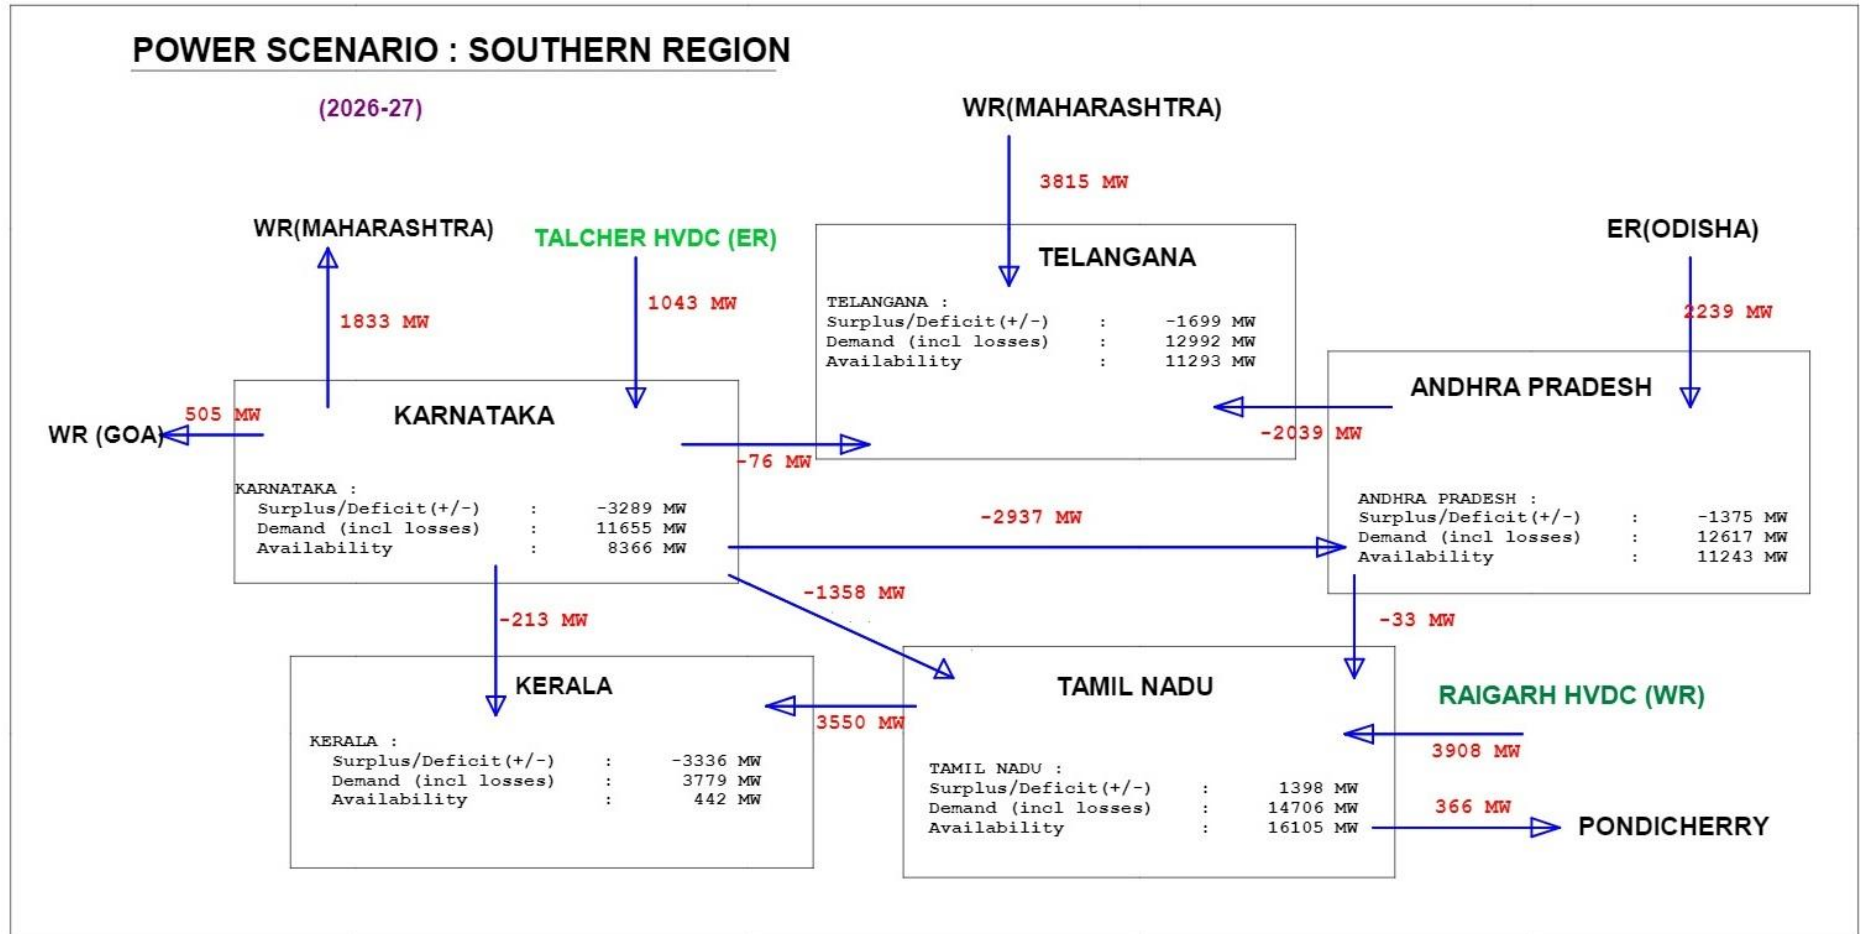 POWER SCENARIO : SOUTHERN REGION
(2026-27)
WR(MAHARASHTRA)
3815 MW
WR(MAHARASHTRA)
TALCHER HVDC (ER)
ER(ODISHA)
1833 MW
1043 MW
2239 MW
TELANGANA
TELANGANA :
Surplus/Deficit(+/-) : -1699 MW
Demand (incl losses) : 12992 MW
Availability : 11293 MW
ANDHRA PRADESH
-2039 MW
505 MW
WR (GOA)
KARNATAKA
-76 MW
KARNATAKA :
Surplus/Deficit(+/-) : -3289 MW
Demand (incl losses) : 11655 MW
Availability : 8366 MW
-2937 MW
ANDHRA PRADESH :
Surplus/Deficit(+/-) : -1375 MW
Demand (incl losses) : 12617 MW
Availability : 11243 MW
-1358 MW
-213 MW
-33 MW
KERALA
3550 MW
KERALA :
Surplus/Deficit(+/-) : -3336 MW
Demand (incl losses) : 3779 MW
Availability : 442 MW
TAMIL NADU
RAIGARH HVDC (WR)
3908 MW
TAMIL NADU :
Surplus/Deficit(+/-) : 1398 MW
Demand (incl losses) : 14706 MW
Availability : 16105 MW
366 MW
PONDICHERRY